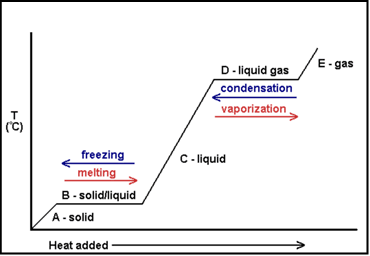 D - liquid gas
E - gas
condensation
vaporization
T
(°C)
freezing
melting
C - liquid
B - solid/liquid
A - solid
Heat added